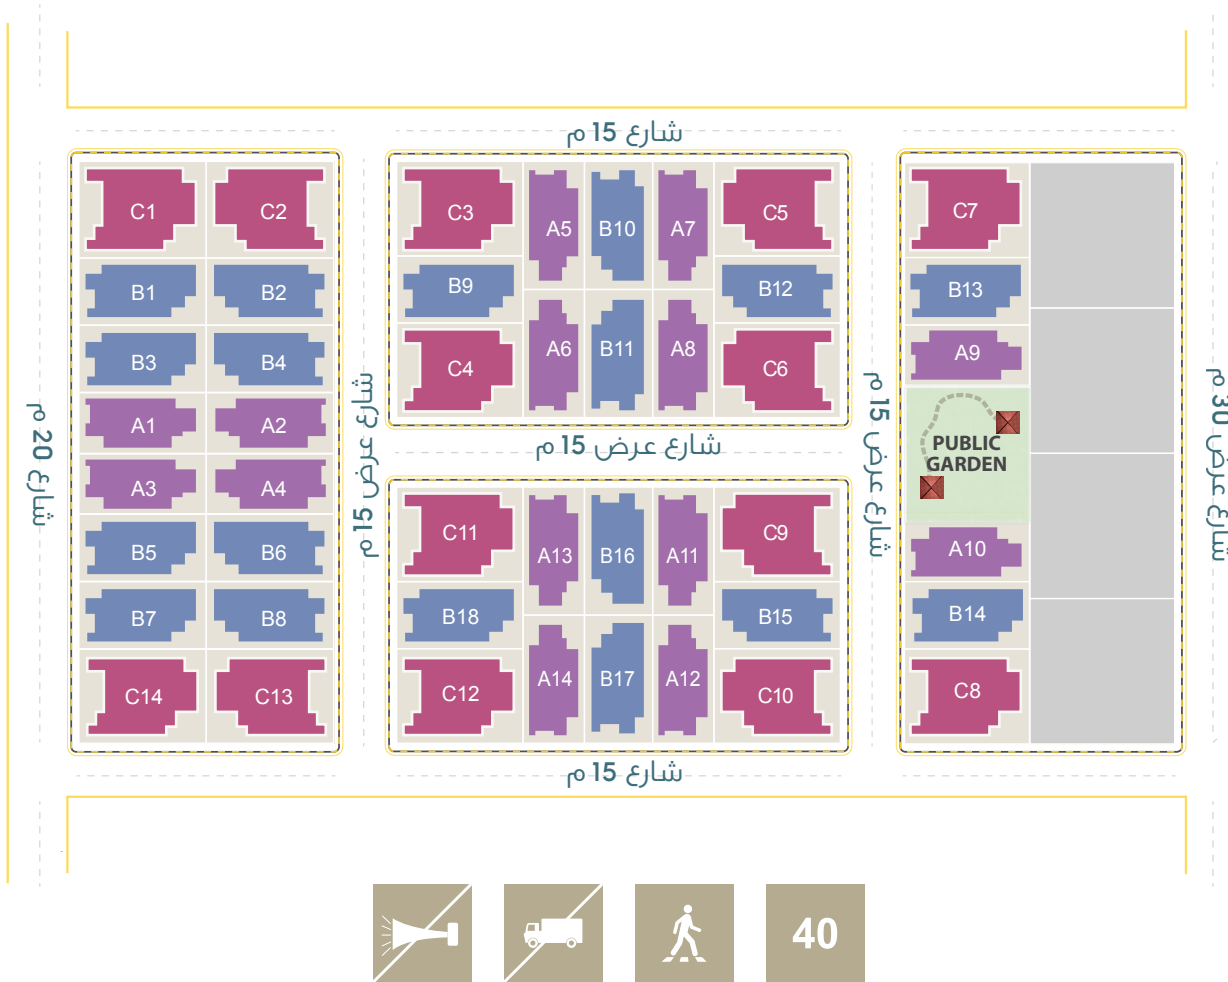 شارع 15 م
C1
C2
B1
B2
B3
B4
A1
A2
A3
A4
B5
B6
B7
B8
C14
C13
شارع 20 م
شارع عرض 15 م
C3
A5
B10
A7
C5
B9
B12
C4
A6
B11
A8
C6
شارع عرض 15 م
C11
A13
B16
A11
C9
B18
B15
C12
A14
B17
A12
C10
شارع عرض 15 م
C7
B13
A9
PUBLIC
GARDEN
A10
B14
C8
شارع عرض 30 م
شارع 15 م
40